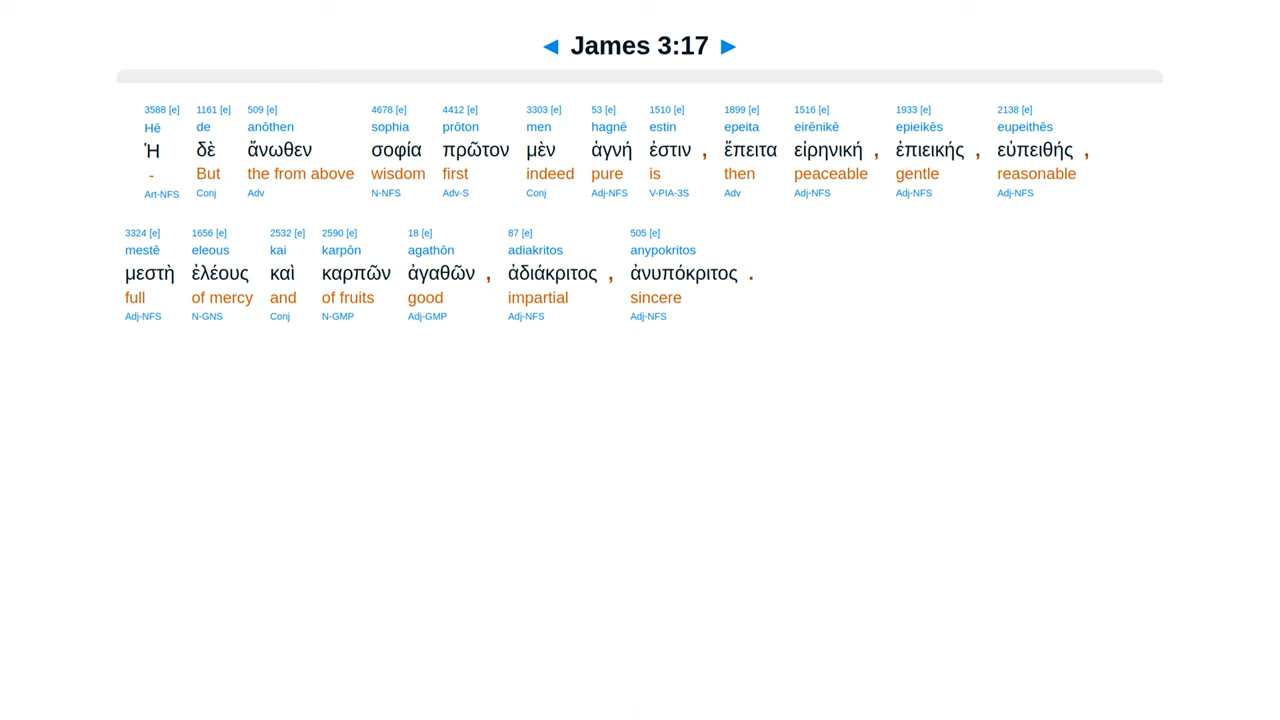 ◄ James 3:17 ►
3588 [e] 1161 [e] 509 [e] 4678 [e] 4412 [e] 3303 [e] 53 [e] 1510 [e] 1899 [e] 1516 [e] 1933 [e] 2138 [e]
Hē de anōthen sophia prōton men hagnē estin epeita eirēnikē epieikēs eupeithēs
Ἡ δὲ ἄνωθεν σοφία πρῶτον μὲν ἁγνή ἐστιν , ἔπειτα εἰρηνική , ἐπιεικής , εὐπειθής ,
- But the from above wisdom first indeed pure is then peaceable gentle reasonable
Art-NFS Conj Adv N-NFS Adv-S Conj Adj-NFS V-PIA-3S Adv Adj-NFS Adj-NFS Adj-NFS
3324 [e] 1656 [e] 2532 [e] 2590 [e] 18 [e] 87 [e] 505 [e]
mestē eleous kai karpōn agathōn adiakritos anypokritos
μεστὴ ἐλέους καὶ καρπῶν ἀγαθῶν , ἀδιάκριτος , ἀνυπόκριτος .
full of mercy and of fruits good impartial sincere
Adj-NFS N-GNS Conj N-GMP Adj-GMP Adj-NFS Adj-NFS